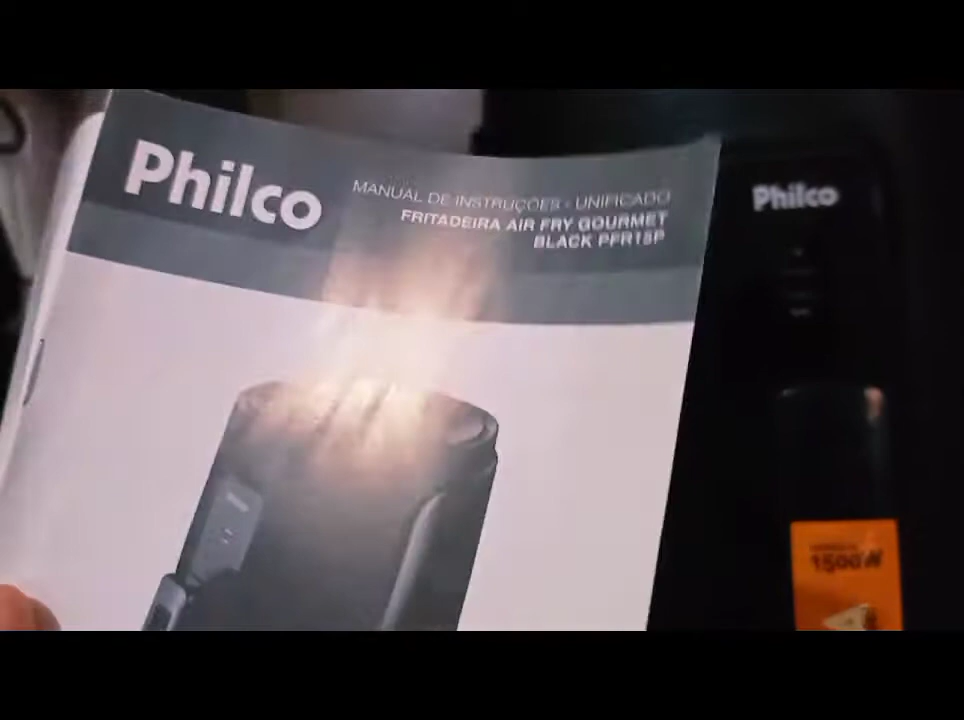 Philco
MANUAL DE INSTRUÇÕES - UNIFICADO
FRITADEIRA AIR FRY GOURMET
BLACK PFR15P
Philco
1500W